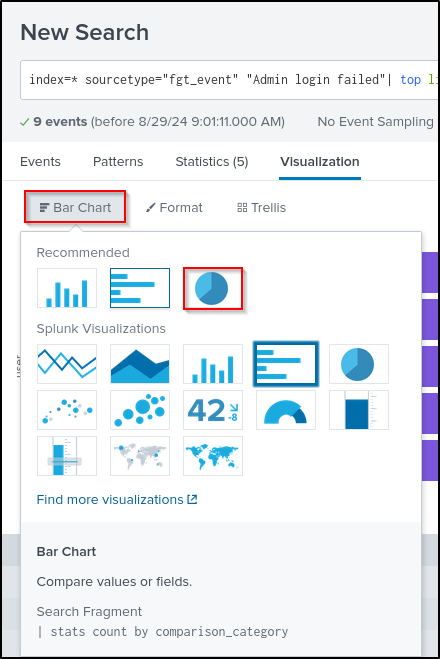 New Search
index=* sourcetype="fgt_event" "Admin login failed"| top
9 events (before 8/29/24 9:01:11.000 AM) No Event Sampling
Events Patterns Statistics (5) Visualization
Bar Chart Format Trellis
Recommended
Splunk Visualizations
user
42
-8
Find more visualizations
Bar Chart
Compare values or fields.
Search Fragment
| stats count by comparison_category